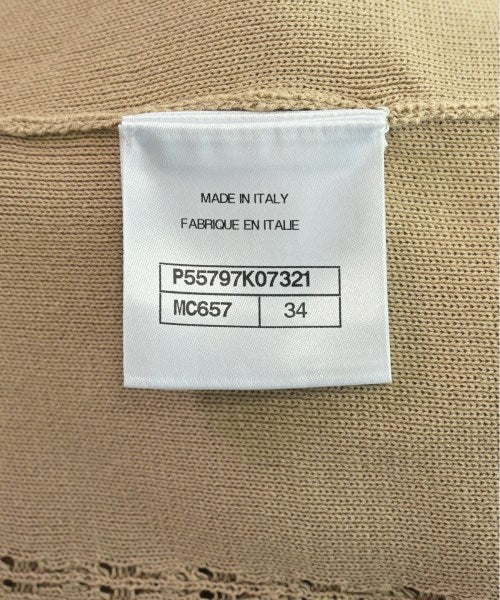 MADE IN ITALY
FABRIQUE EN ITALIE
P55797K07321
MC657 34